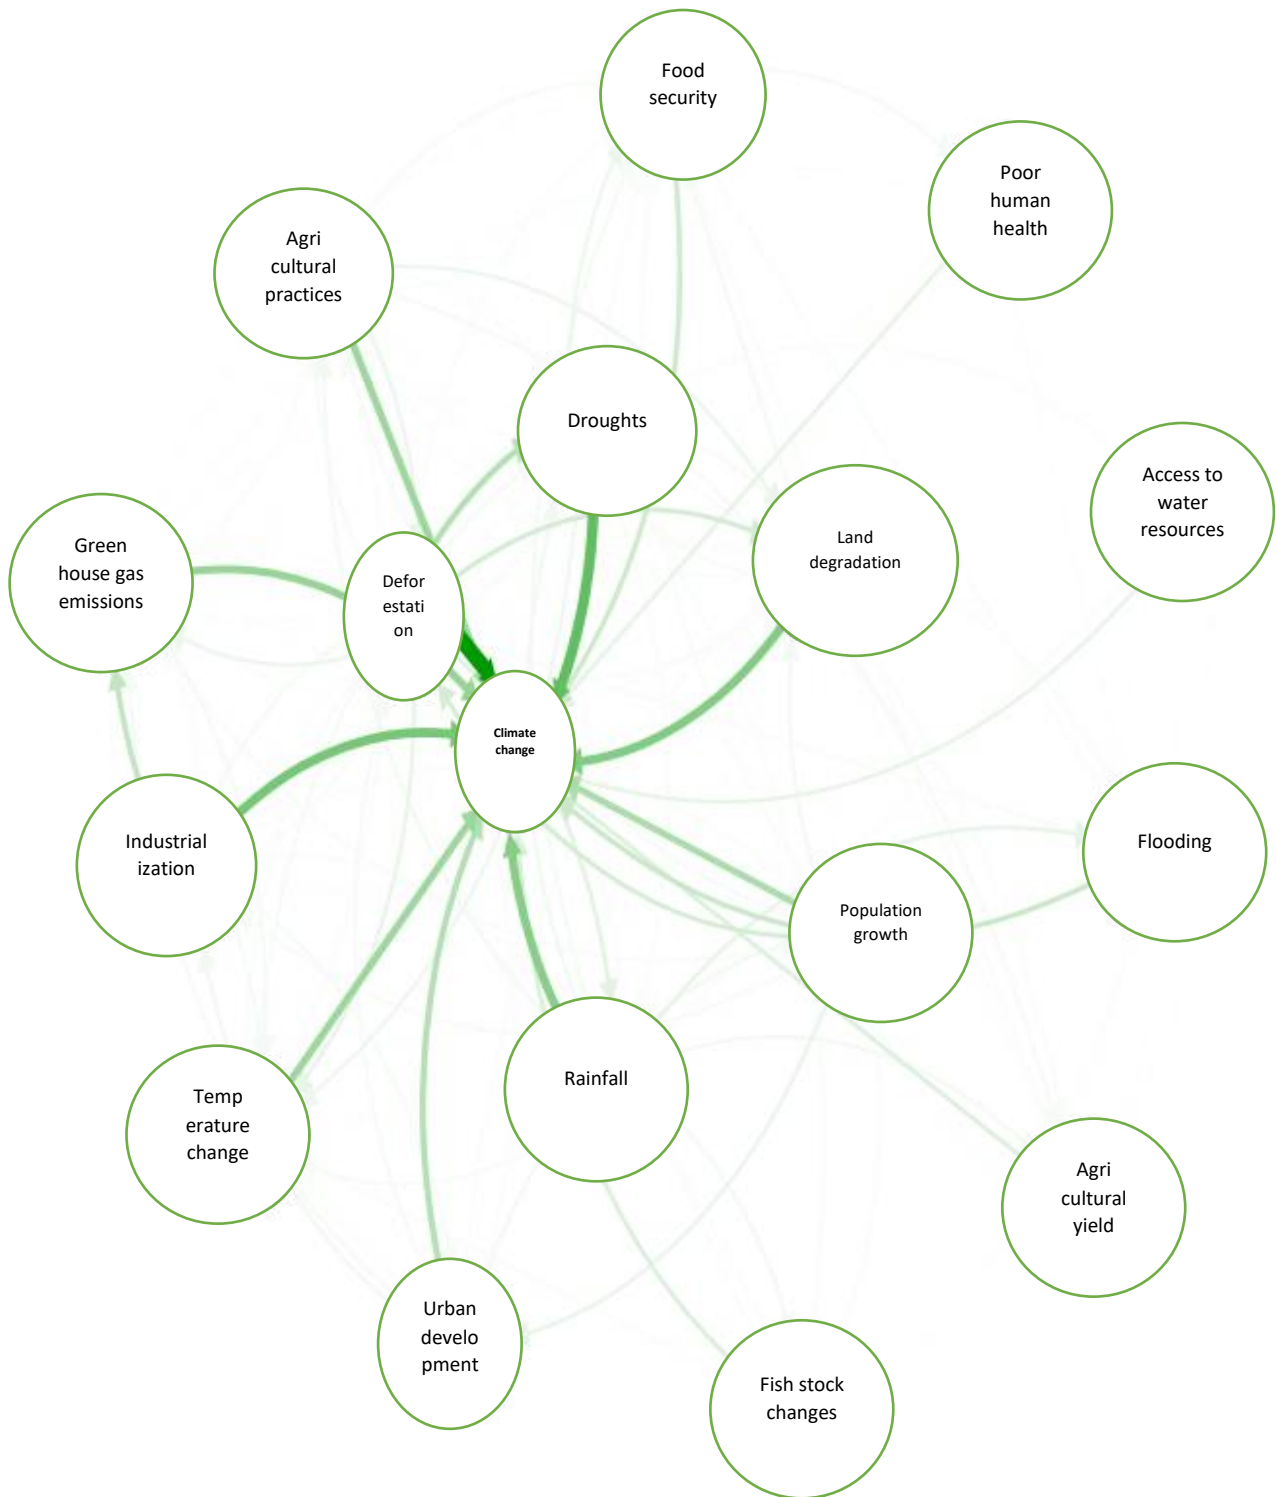 Food
security
Poor
human
health
Agri
cultural
practices
Droughts
Access to
water
resources
Land
degradation
Green
house gas
emissions
Defor
estati
on
Climate
change
Industrial
ization
Flooding
Population
growth
Rainfall
Temp
erature
change
Agri
cultural
yield
Urban
develo
pment
Fish stock
changes